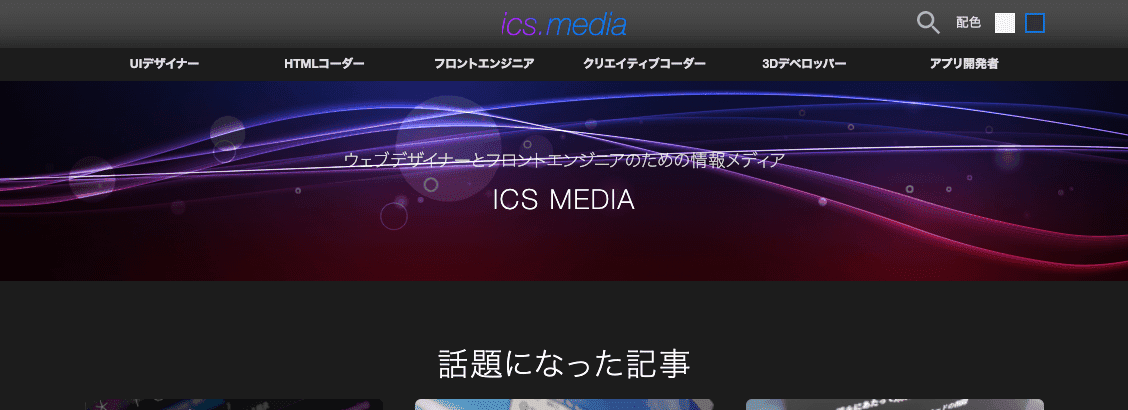 ics.media
配色
UIデザイナー
HTMLコーダー
フロントエンジニア
クリエイティブコーダー
3Dデベロッパー
アプリ開発者
ウェブデザイナーとフロントエンジニアのための情報メディア
ICS MEDIA
話題になった記事